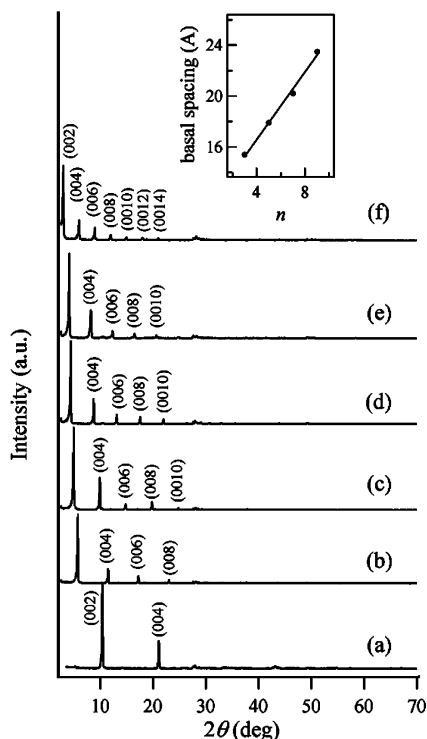 basal spacing (A)
24
20
16
4
8
n
(002)
(004)
(006)
(008)
(0010)
(0012)
(0014)
(f)
(004)
(006)
(008)
(0010)
(e)
(004)
(006)
(008)
(0010)
(d)
(004)
(006)
(008)
(0010)
(c)
(004)
(006)
(008)
(b)
(002)
(004)
(a)
Intensity (a.u.)
10 20 30 40 50 60 70
2θ (deg)